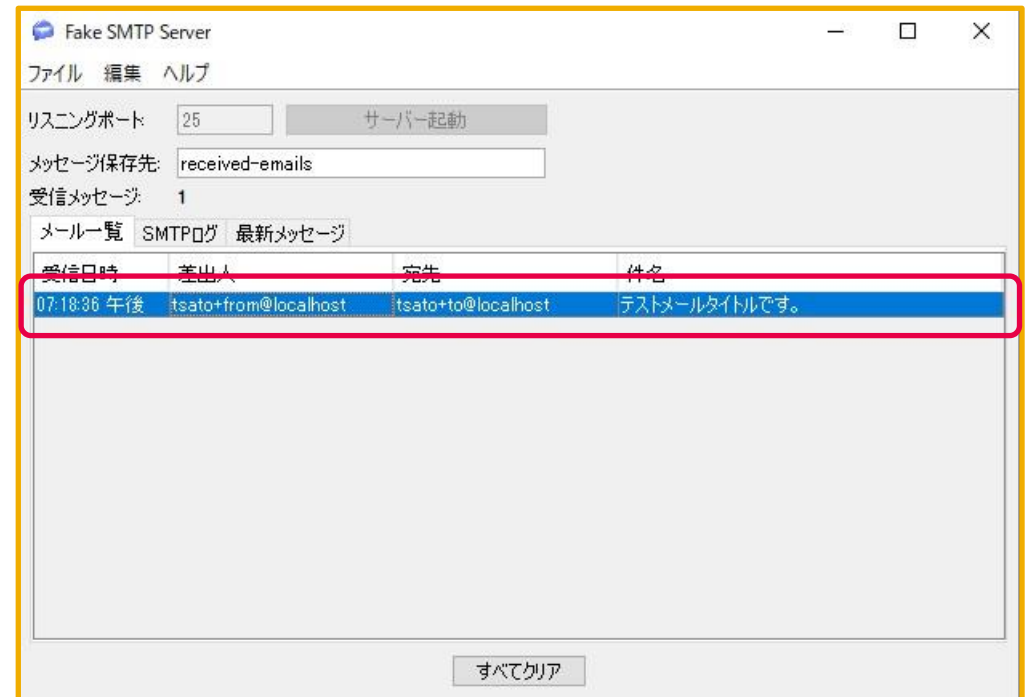 Fake SMTP Server
ファイル 編集 ヘルプ
リスニングポート 25 サーバー起動
メッセージ保存先: received-emails
受信メッセージ: 1
メール一覧 SMTPログ 最新メッセージ
受信日時 差出人 宛先 件名
07:18:36 午後 tsato+from@localhost tsato+to@localhost テストメールタイトルです。
すべてクリア